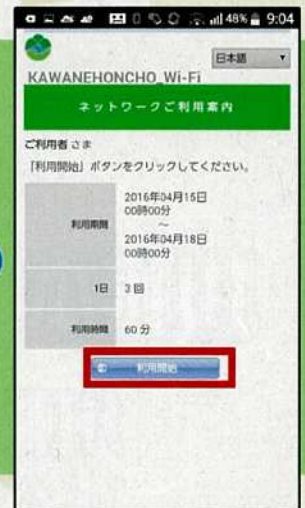 48% 9:04
日本語
KAWANEHONCHO_Wi-Fi
ネットワークご利用案内
ご利用者 さま
「利用開始」ボタンをクリックしてください。
利用期間
2016年04月15日
00時00分
~
2016年04月18日
00時00分
1日 3 回
利用時間 60 分
利用開始